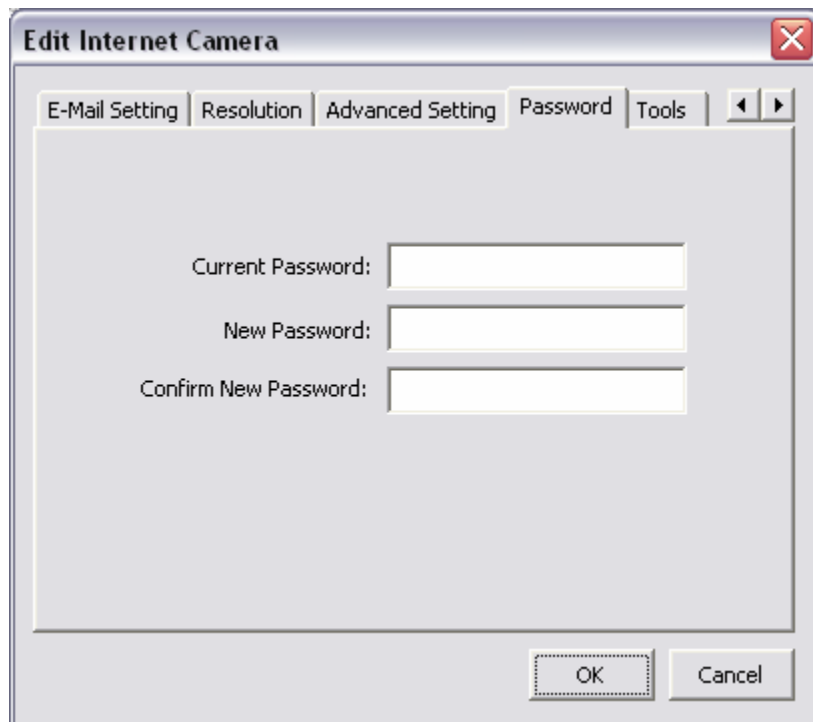 Edit Internet Camera
E-Mail Setting Resolution Advanced Setting Password Tools
Current Password:
New Password:
Confirm New Password:
OK Cancel